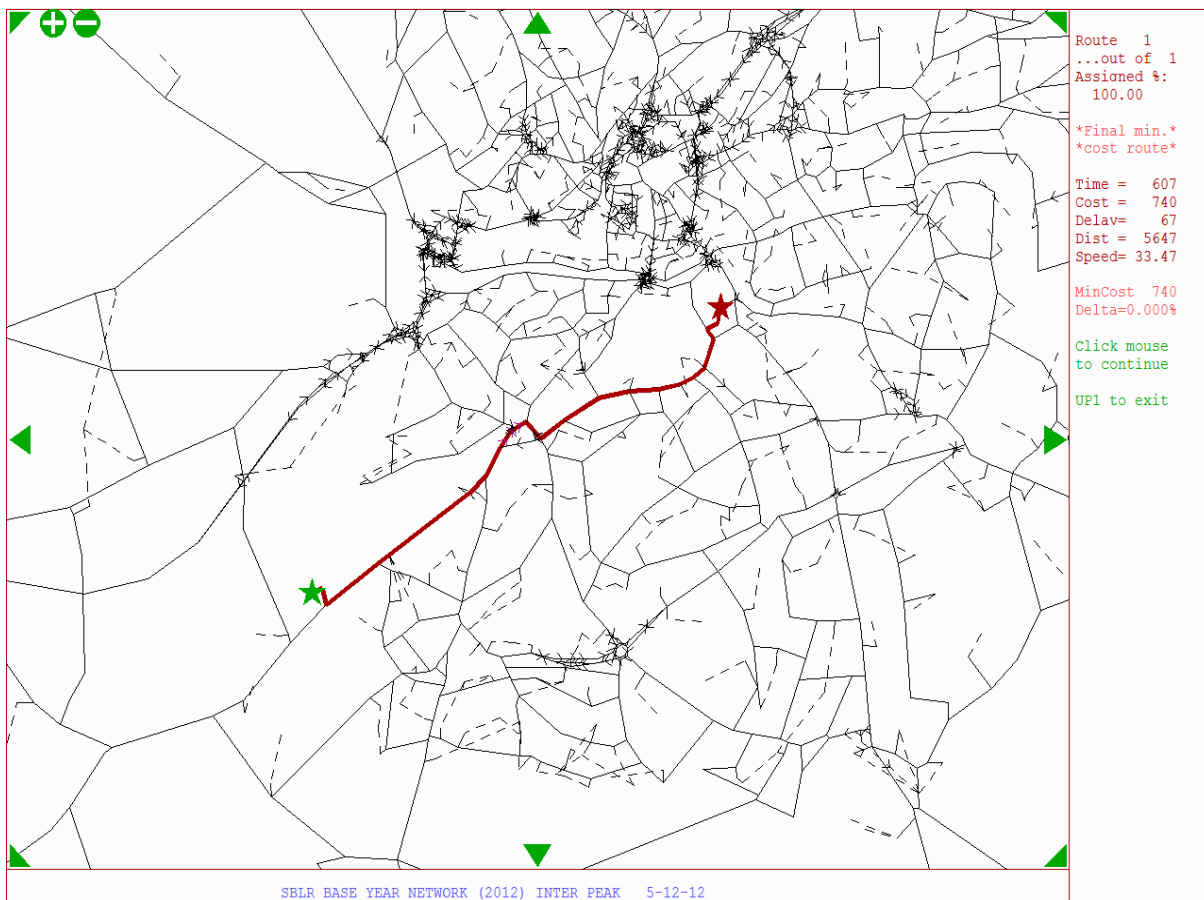 Route 1
...out of 1
Assigned %:
100.00
*Final min.*
*cost route*
Time = 607
Cost = 740
Delay= 67
Dist = 5647
Speed= 33.47
MinCost 740
Delta=0.000%
Click mouse
to continue
UP1 to exit
SBLR BASE YEAR NETWORK (2012) INTER PEAK 5-12-12